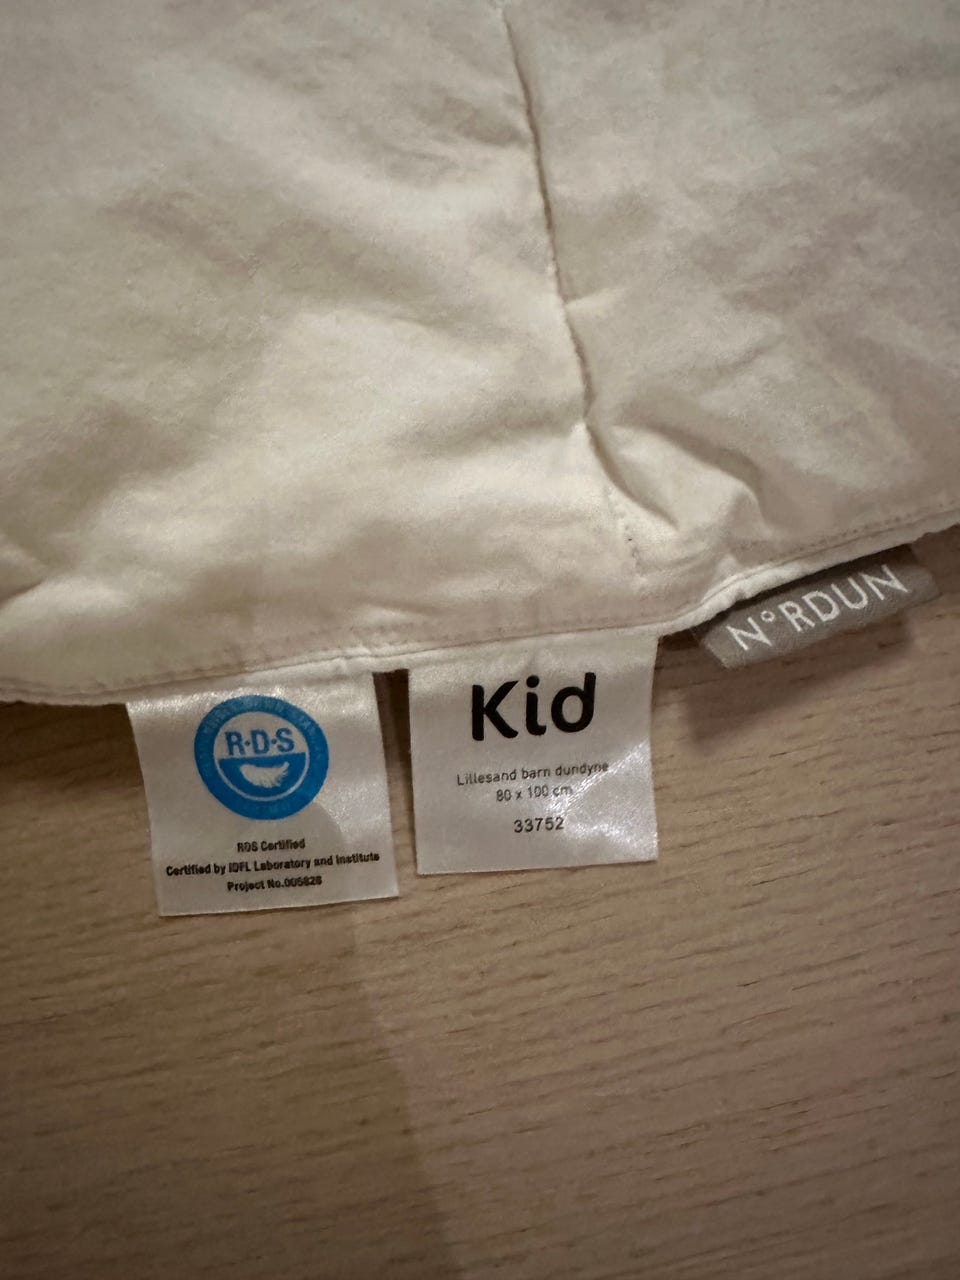 R·D·S
RDS Certified
Certified by IDFL Laboratory and Institute
Project No.005828
Kid
Lillesand barn dundyne
80 x 100 cm
33752
N°RDUN